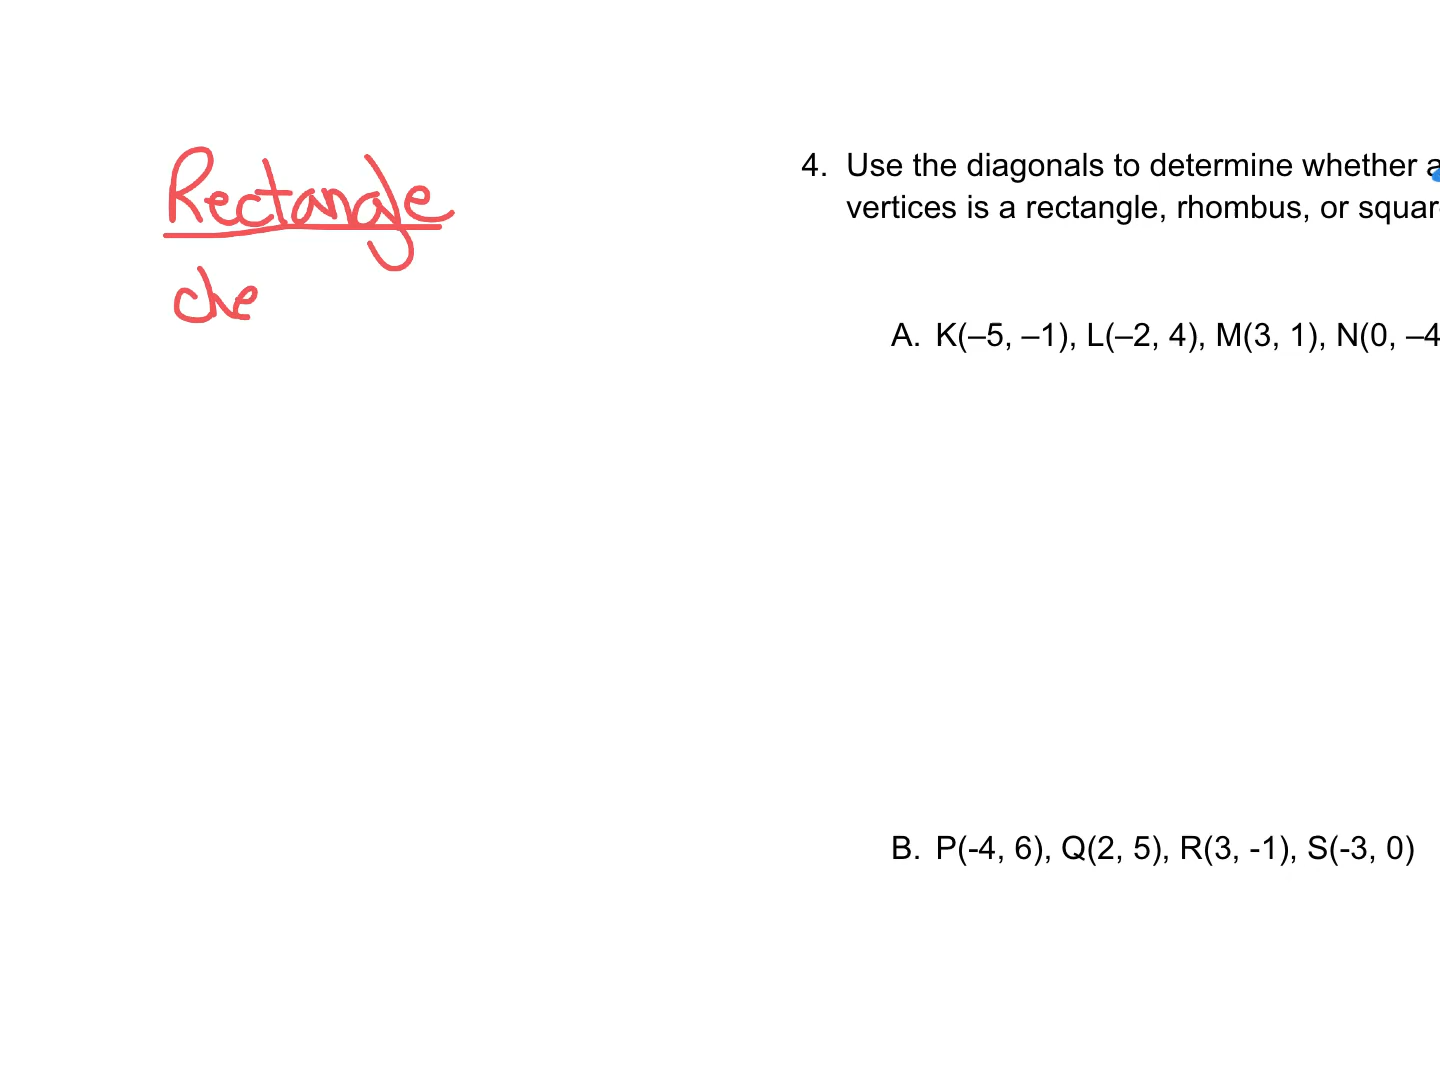 Rectangle
che
4. Use the diagonals to determine whether a
vertices is a rectangle, rhombus, or squar
A. K(–5, –1), L(–2, 4), M(3, 1), N(0, –4
B. P(-4, 6), Q(2, 5), R(3, -1), S(-3, 0)